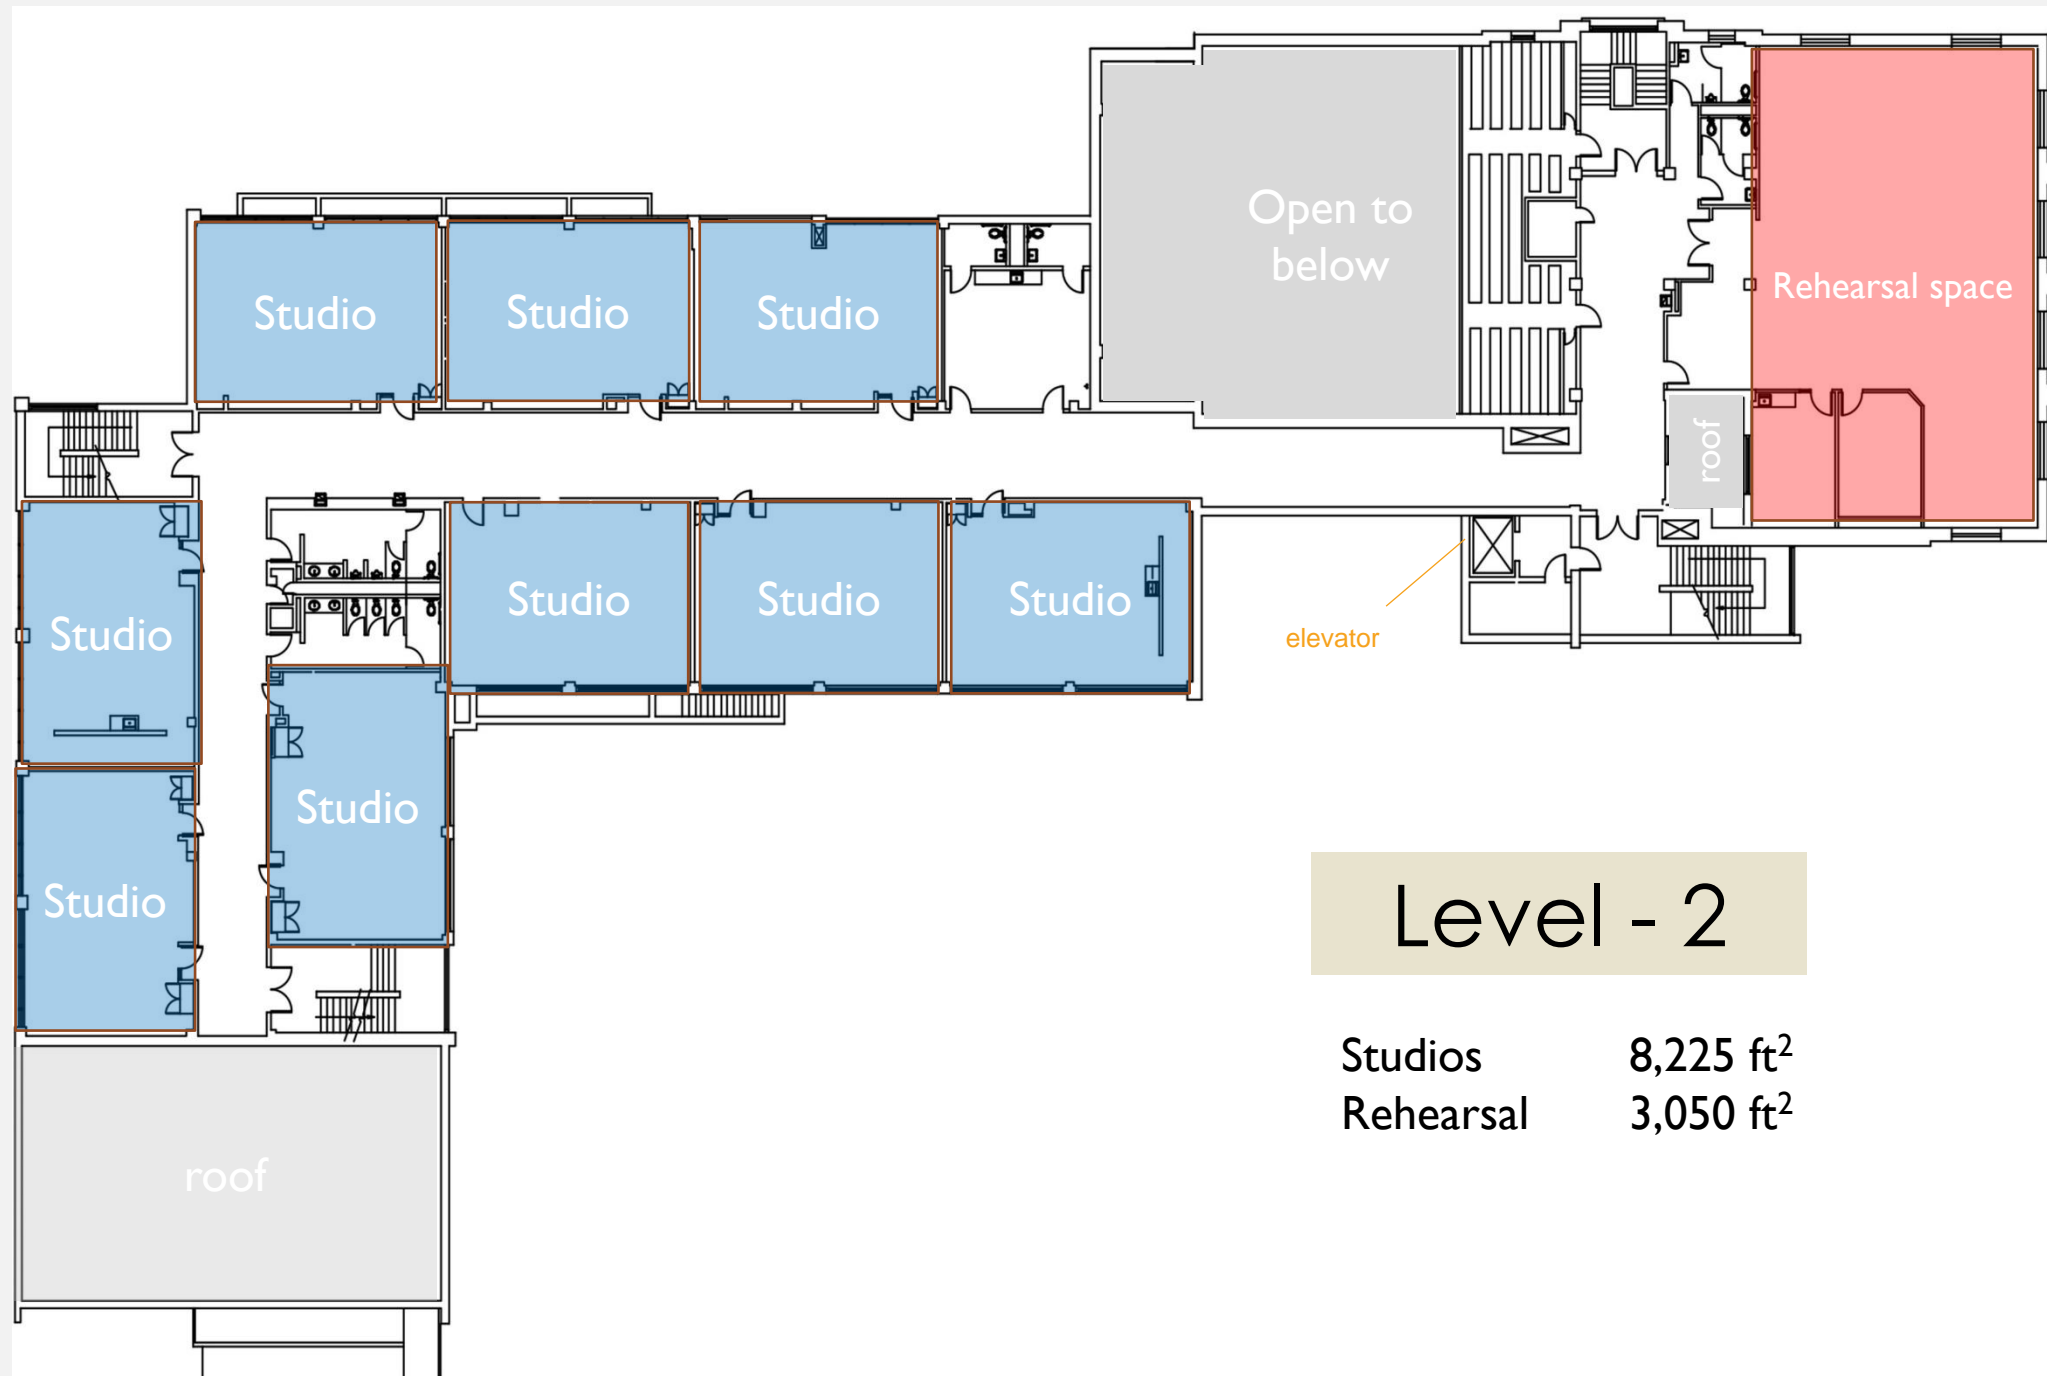 Open to
below
Rehearsal space
Studio
Studio
Studio
roof
Studio
Studio
Studio
Studio
elevator
Studio
Studio
roof
Level - 2
Studios 8,225 ft²
Rehearsal 3,050 ft²